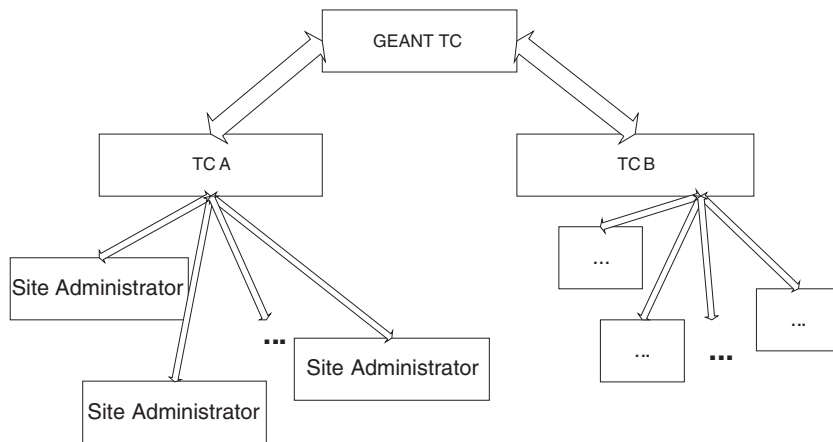 GEANT TC
TC A
TC B
Site Administrator
...
...
Site Administrator
...
...
...
Site Administrator